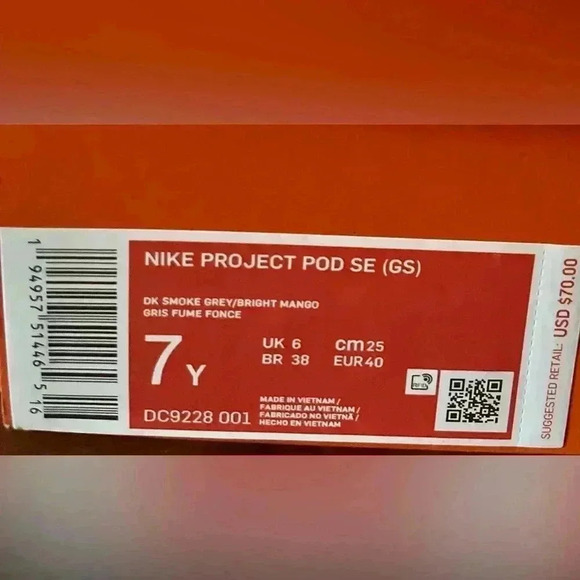 NIKE PROJECT POD SE (GS)
DK SMOKE GREY/BRIGHT MANGO
GRIS FUME FONCE
7 Y
UK 6 cm 25
BR 38 EUR 40
DC9228 001
MADE IN VIETNAM /
FABRIQUE AU VIETNAM /
FABRICADO NO VIETNÃ /
HECHO EN VIETNAM
RFID
1 94957 51446 5 16
SUGGESTED RETAIL: USD $70.00